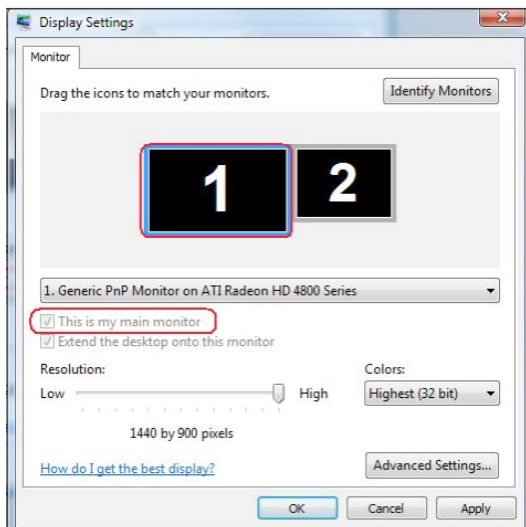 Display Settings
Monitor
Drag the icons to match your monitors.
Identify Monitors
1
2
1. Generic PnP Monitor on ATI Radeon HD 4800 Series
This is my main monitor
Extend the desktop onto this monitor
Resolution:
Colors:
Low
High
Highest (32 bit)
1440 by 900 pixels
How do I get the best display?
Advanced Settings...
OK
Cancel
Apply